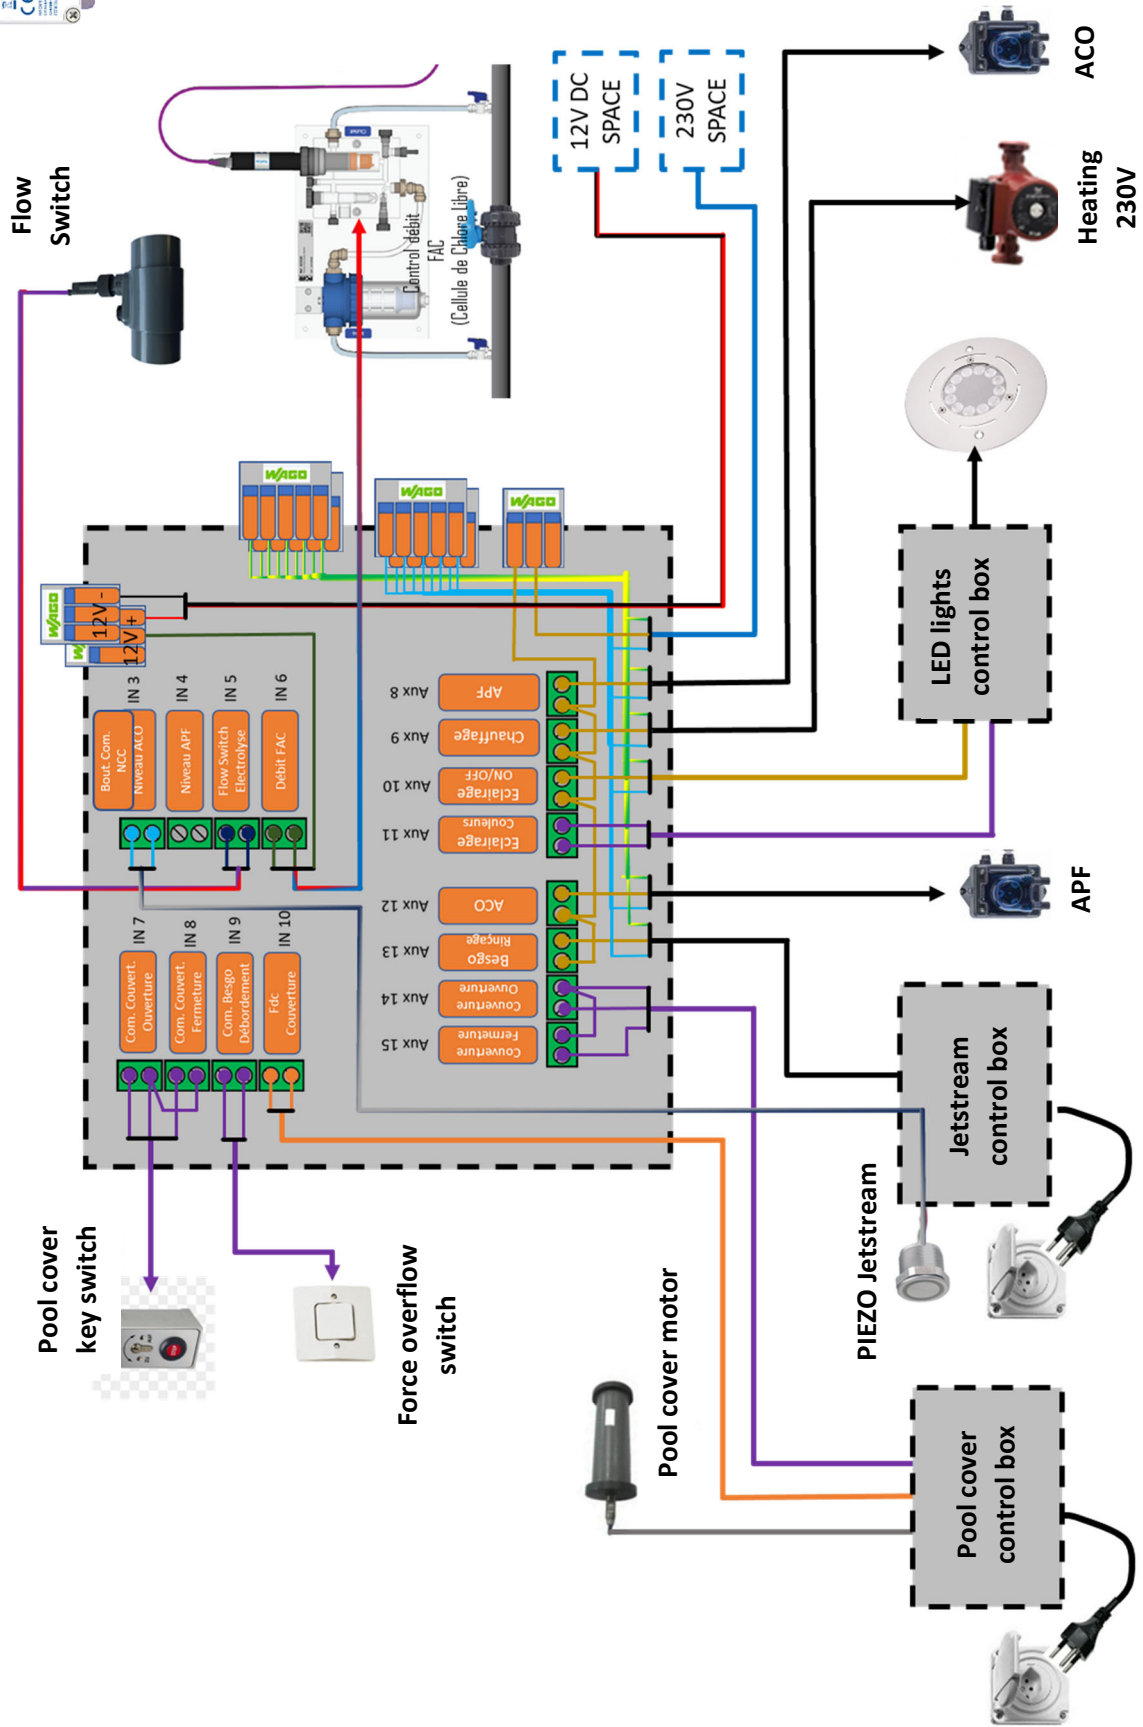 Flow
Switch
Control débit
FAC
(Cellule de Chlore Libre)
12V DC
SPACE
230V
SPACE
ACO
Heating
230V
WAGO
WAGO
WAGO
WAGO
12V -
12V +
Bout. Com.
NCC
Niveau ACO
IN 3
Niveau APF
IN 4
Flow Switch
Electrolyse
IN 5
Débit FAC
IN 6
Com. Couvert.
Ouverture
IN 7
Com. Couvert.
Fermeture
IN 8
Com. Besgo
Débordement
IN 9
Fdc
Couverture
IN 10
Aux 8
APF
Aux 9
Chauffage
Aux 10
Eclairage
ON/OFF
Aux 11
Eclairage
Couleurs
Aux 12
ACO
Aux 13
Besgo
Rinçage
Aux 14
Couverture
Ouverture
Aux 15
Couverture
Fermeture
LED lights
control box
APF
Jetstream
control box
PIEZO Jetstream
Pool cover
key switch
Force overflow
switch
Pool cover motor
Pool cover
control box